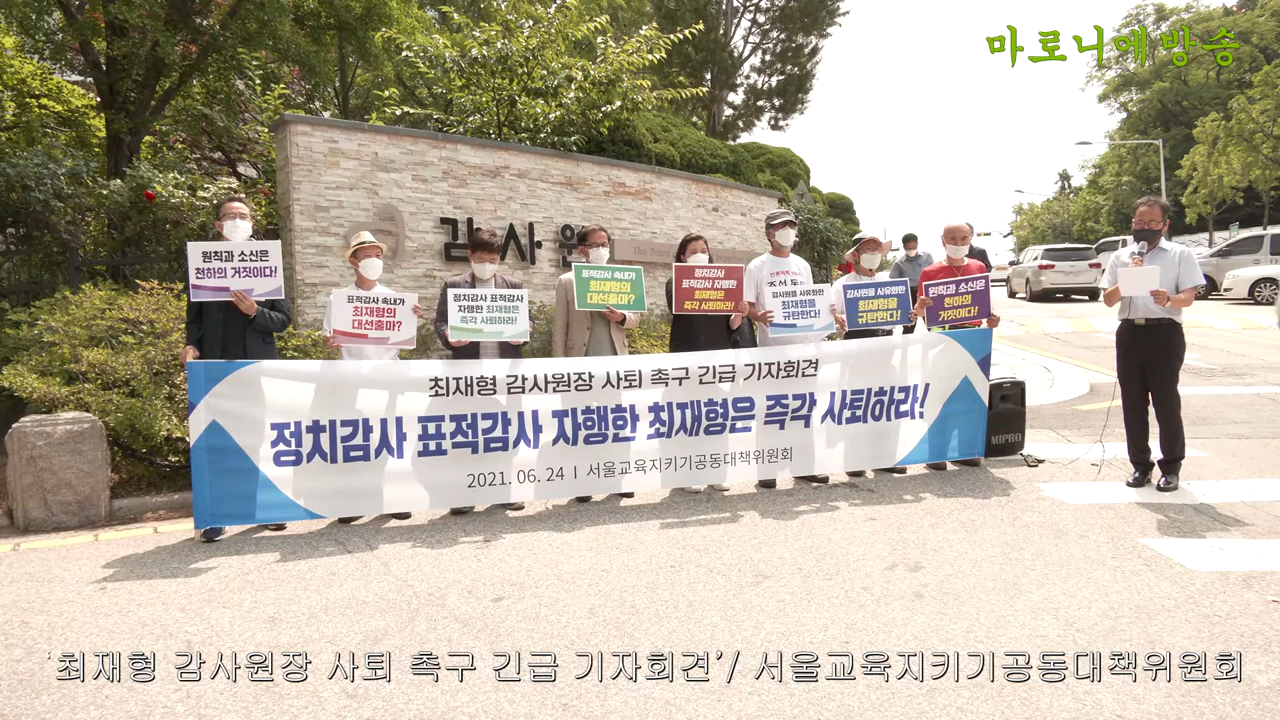 마로니에방송
감사원
The Board
원칙과 소신은
천하의 거짓이다!
표적감사 속내가
최재형의
대선출마?
정치감사 표적감사
자행한 최재형은
즉각 사퇴하라!
표적감사 속내가
최재형의
대선출마?
정치감사
표적감사 자행한
최재형은
즉각 사퇴하라!
감사원을 사유화한
최재형을
규탄한다!
감사원을 사유화한
최재형을
규탄한다!
원칙과 소신은
천하의
거짓이다!
최재형 감사원장 사퇴 촉구 긴급 기자회견
정치감사 표적감사 자행한 최재형은 즉각 사퇴하라!
2021. 06. 24 I 서울교육지키기공동대책위원회
MIPRO
‘최재형 감사원장 사퇴 촉구 긴급 기자회견’/ 서울교육지키기공동대책위원회